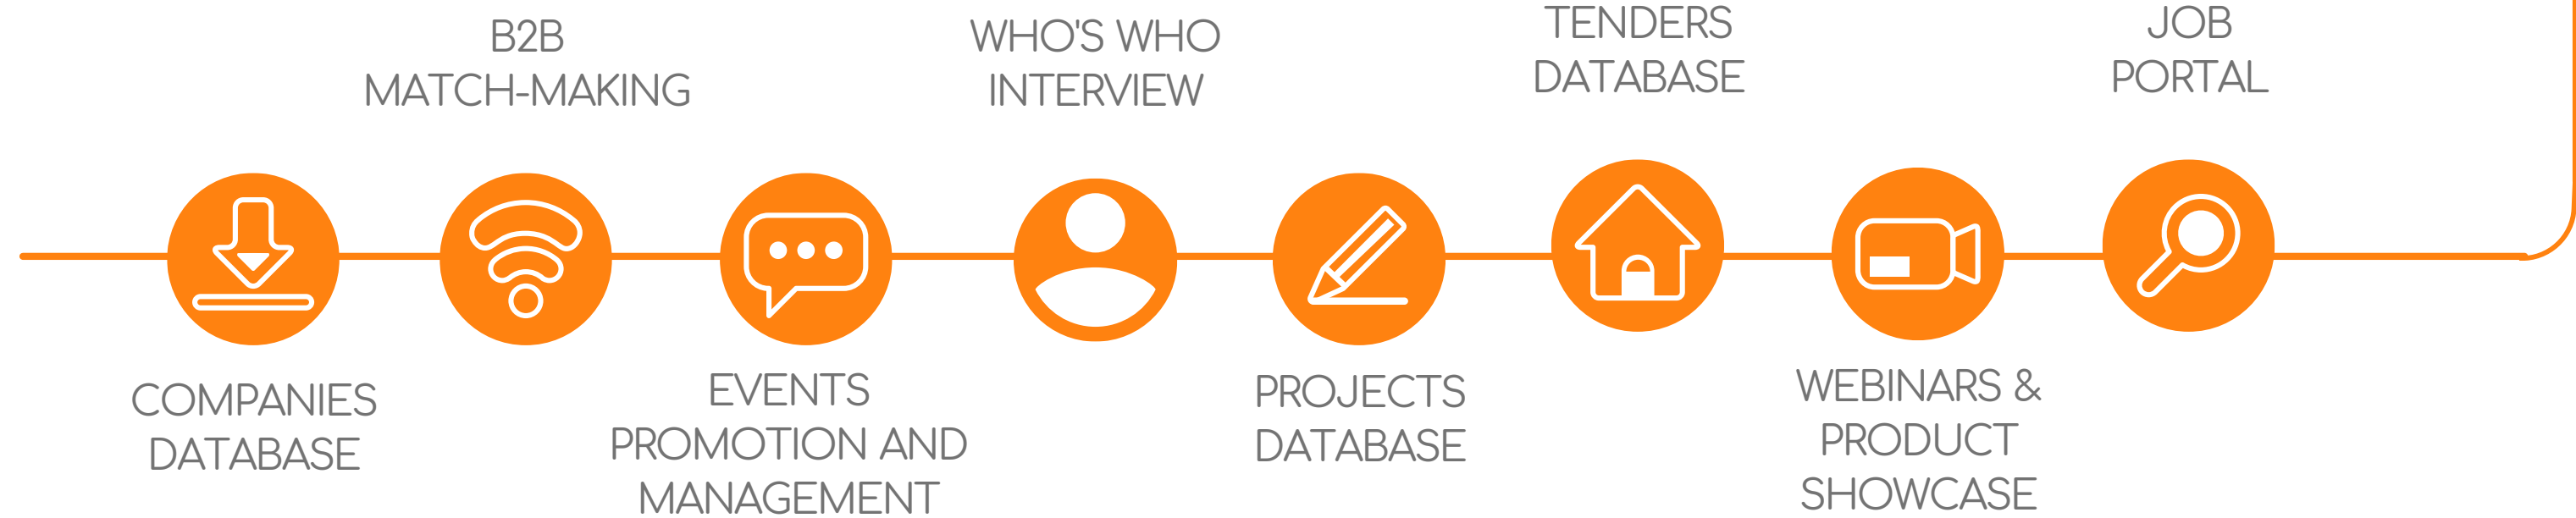 B2B
MATCH-MAKING
WHO'S WHO
INTERVIEW
TENDERS
DATABASE
JOB
PORTAL
COMPANIES
DATABASE
EVENTS
PROMOTION AND
MANAGEMENT
PROJECTS
DATABASE
WEBINARS &
PRODUCT
SHOWCASE